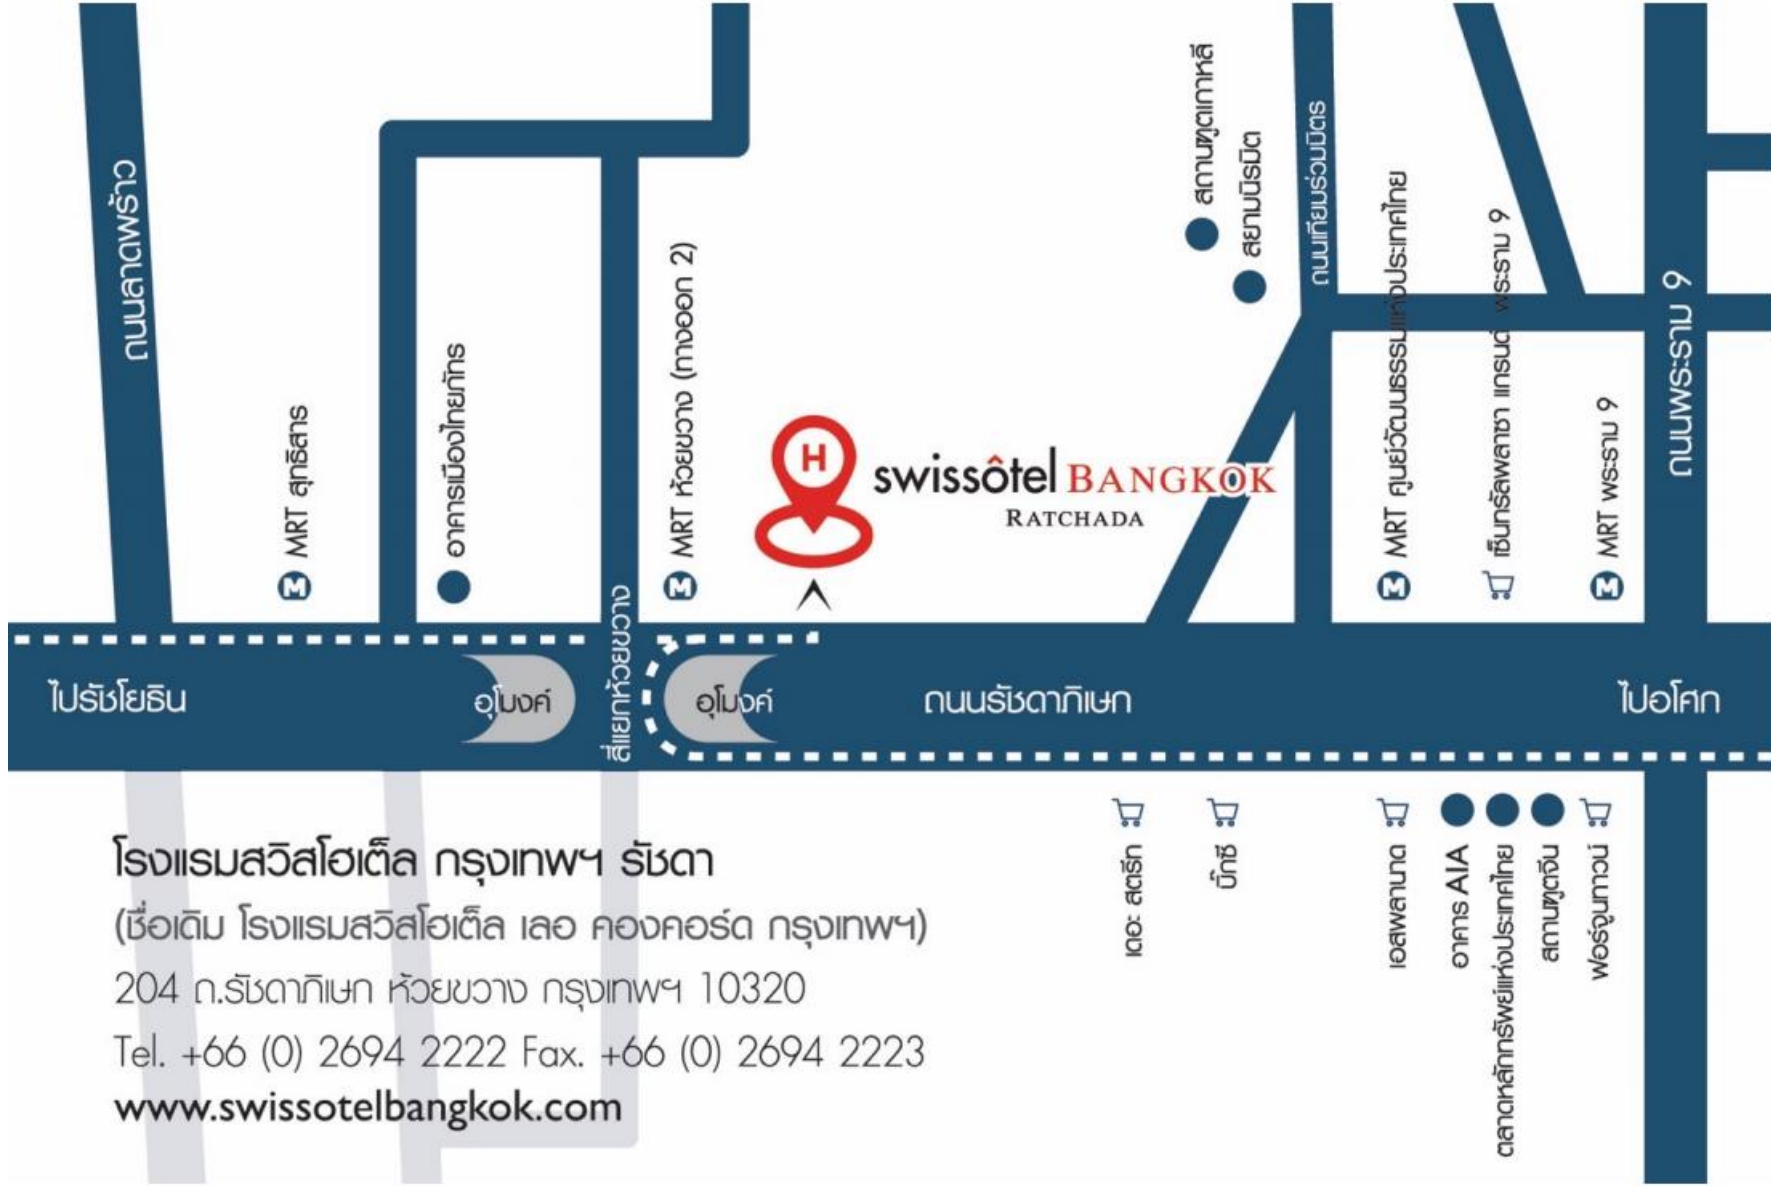 ถนนลาดพร้าว
MRT สุทธิสาร
อาคารเมืองไทยภัทร
สี่แยกห้วยขวาง
MRT ห้วยขวาง (ทางออก 2)
H
swissôtel BANGKOK
RATCHADA
สถานทูตเกาหลี
สยามนิรมิต
ถนนเทียมร่วมมิตร
MRT ศูนย์วัฒนธรรมแห่งประเทศไทย
เซ็นทรัลพลาซา แกรนด์ พระราม 9
MRT พระราม 9
ถนนพระราม 9
ไปรัชโยธิน
อุโมงค์
อุโมงค์
ถนนรัชดาภิเษก
ไปอโศก
เดอะ สตรีท
บิ๊กซี
เอสพลานาด
อาคาร AIA
ตลาดหลักทรัพย์แห่งประเทศไทย
สถานทูตจีน
ฟอร์จูนทาวน์
โรงแรมสวิสโฮเต็ล กรุงเทพฯ รัชดา
(ชื่อเดิม โรงแรมสวิสโฮเต็ล เลอ คองคอร์ด กรุงเทพฯ)
204 ถ.รัชดาภิเษก ห้วยขวาง กรุงเทพฯ 10320
Tel. +66 (0) 2694 2222 Fax. +66 (0) 2694 2223
www.swissotelbangkok.com